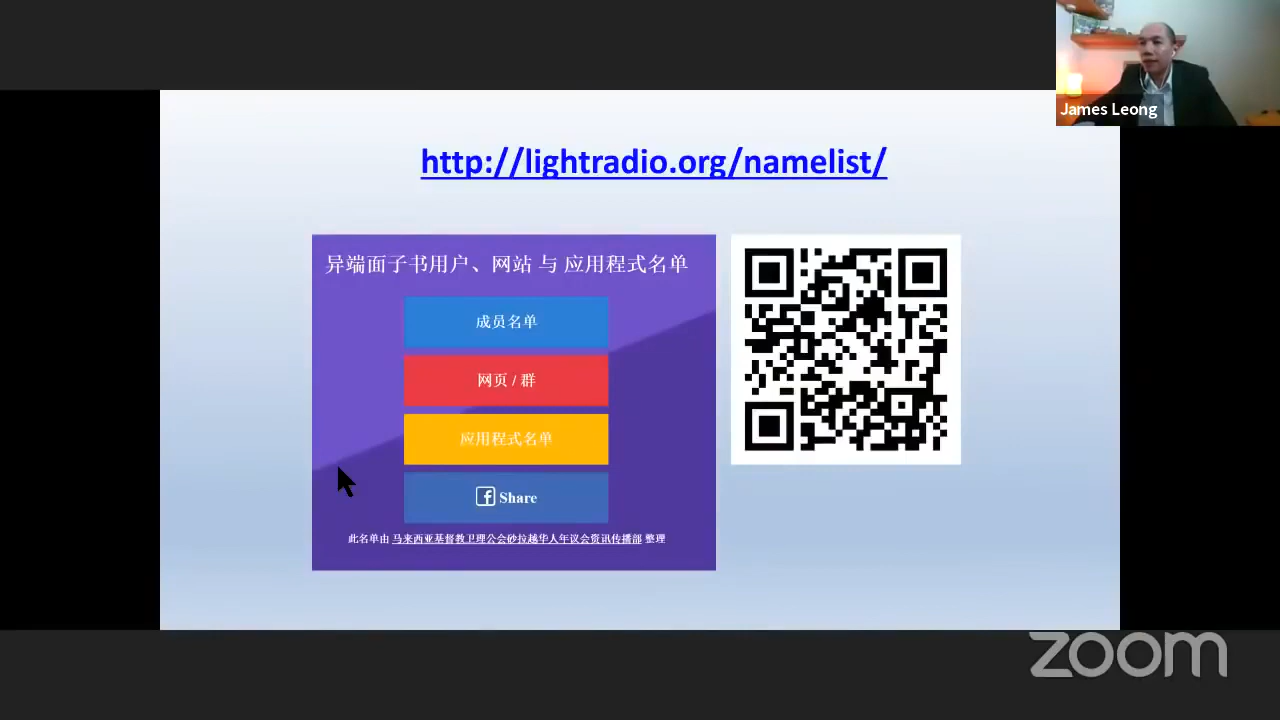 James Leong
http://lightradio.org/namelist/
异端面子书用户、网站 与 应用程式名单
成员名单
网页 / 群
应用程式名单
Share
此名单由 马来西亚基督教卫理公会砂拉越华人年议会资讯传播部 整理
zoom